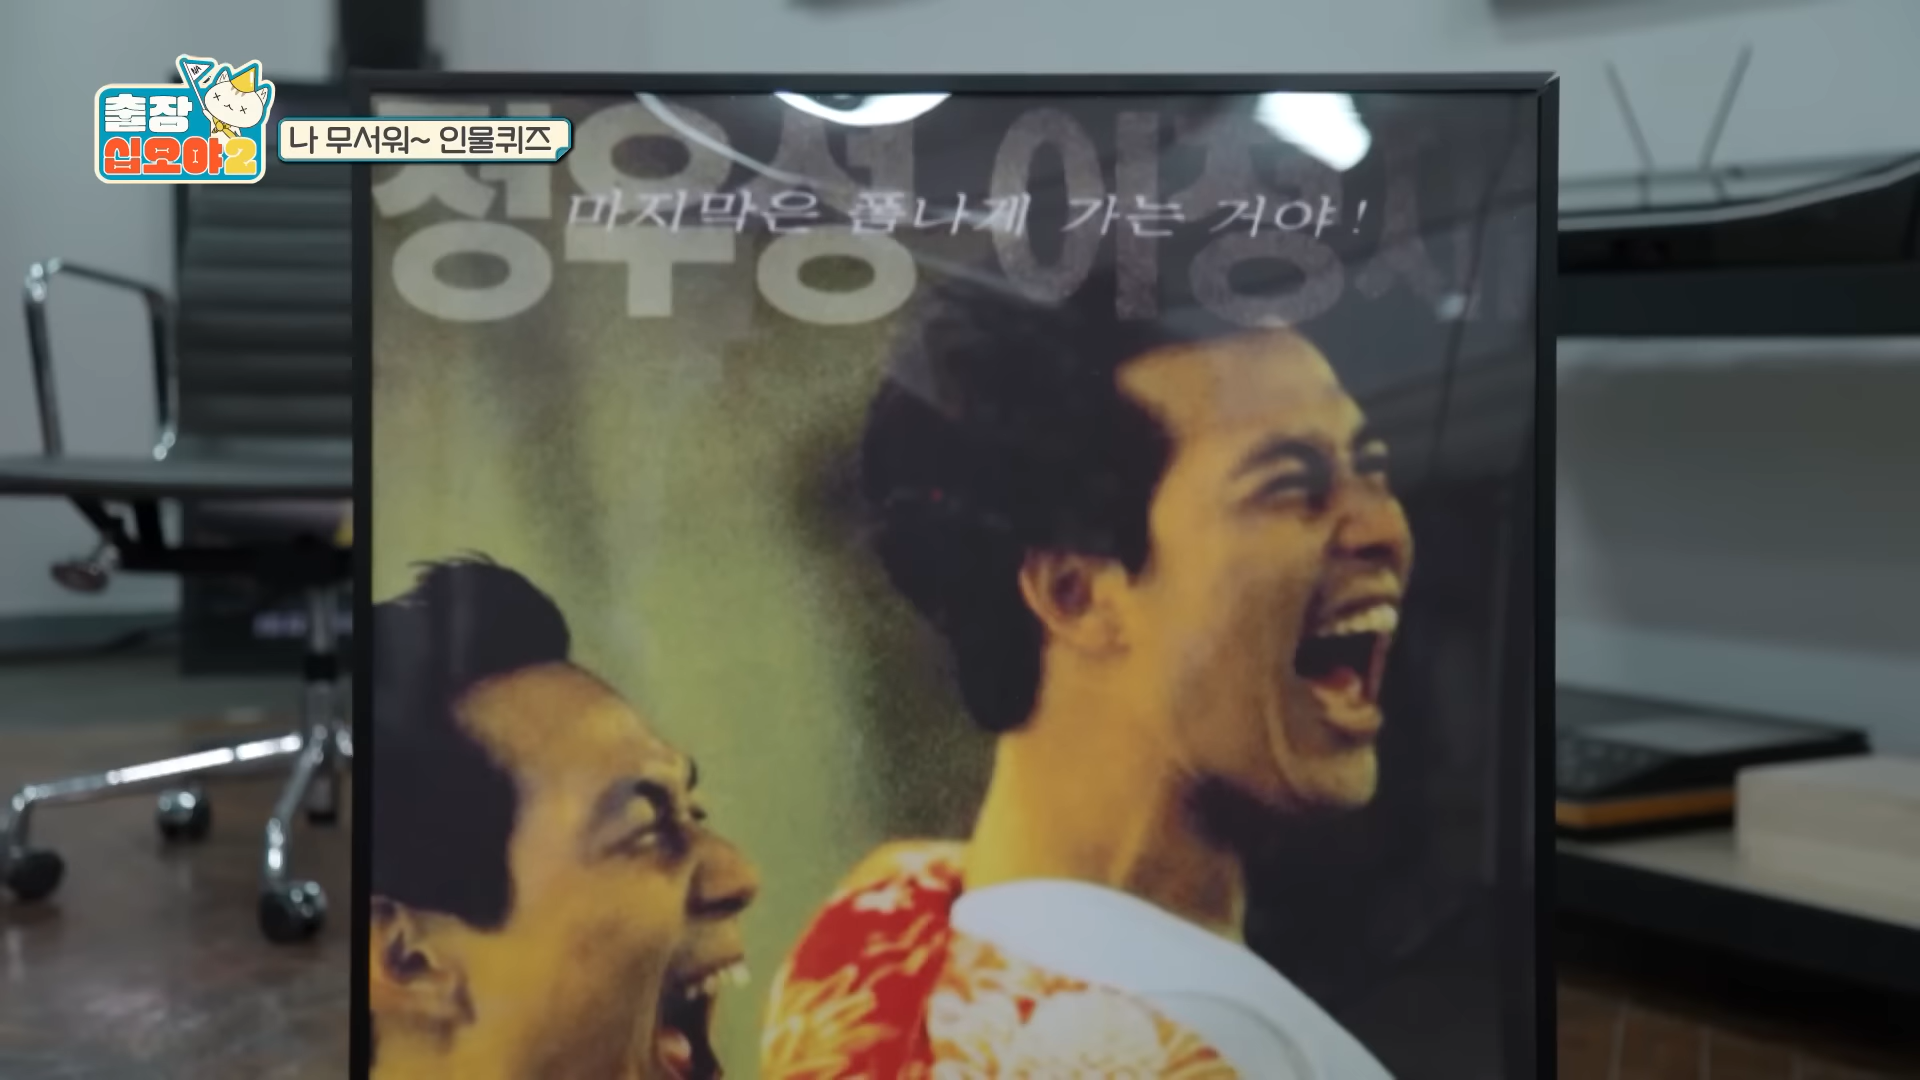 출장
십오야2
나 무서워~ 인물퀴즈
정우성 이정재
마지막은 폼나게 가는 거야!